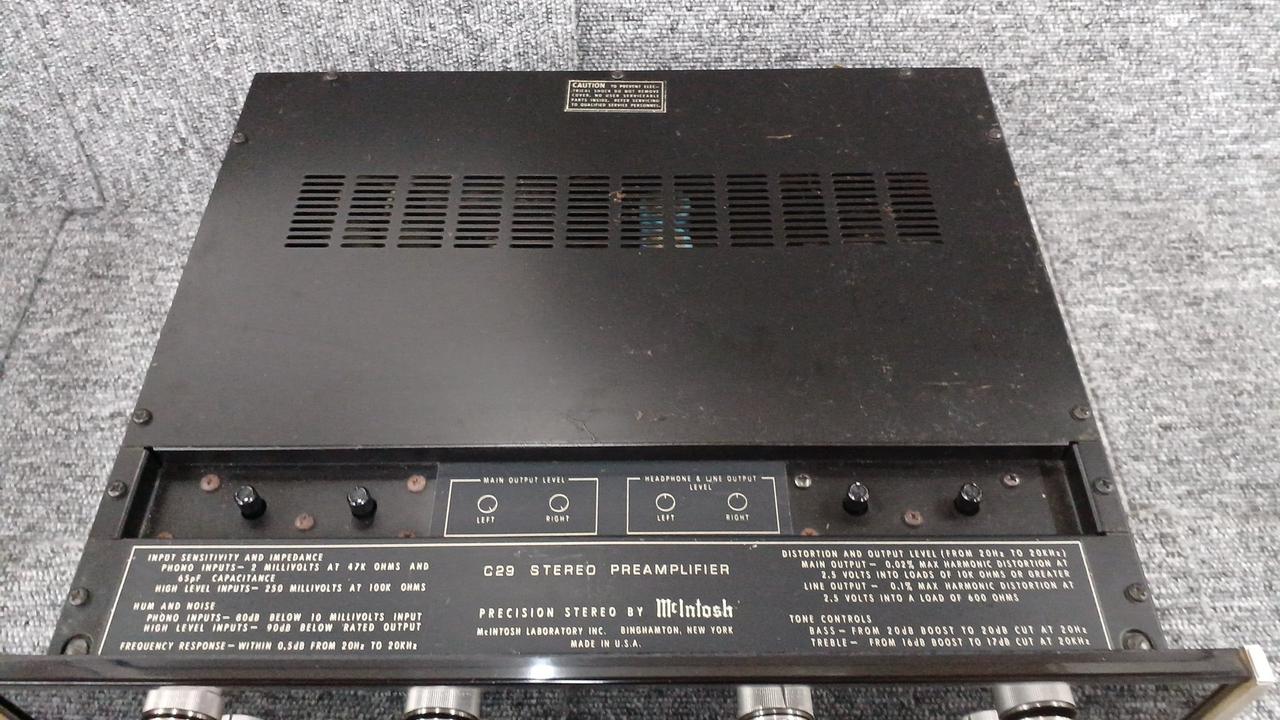 CAUTION TO PREVENT ELEC-
TRICAL SHOCK DO NOT REMOVE
COVER. NO USER SERVICEABLE
PARTS INSIDE. REFER SERVICING
TO QUALIFIED SERVICE PERSONNEL.
MAIN OUTPUT LEVEL
LEFT RIGHT
HEADPHONE & LINE OUTPUT
LEVEL
LEFT RIGHT
INPUT SENSITIVITY AND IMPEDANCE
PHONO INPUTS- 2 MILLIVOLTS AT 47K OHMS AND
65pF CAPACITANCE
HIGH LEVEL INPUTS- 250 MILLIVOLTS AT 100K OHMS
HUM AND NOISE
PHONO INPUTS- 80dB BELOW 10 MILLIVOLTS INPUT
HIGH LEVEL INPUTS- 90dB BELOW RATED OUTPUT
FREQUENCY RESPONSE-WITHIN 0.5dB FROM 20Hz TO 20KHz
C29 STEREO PREAMPLIFIER
PRECISION STEREO BY McIntosh
McINTOSH LABORATORY INC. BINGHAMTON, NEW YORK
MADE IN U.S.A.
DISTORTION AND OUTPUT LEVEL (FROM 20Hz TO 20KHz)
MAIN OUTPUT- 0.02% MAX HARMONIC DISTORTION AT
2.5 VOLTS INTO LOADS OF 10K OHMS OR GREATER
LINE OUTPUT- 0.1% MAX HARMONIC DISTORTION AT
2.5 VOLTS INTO A LOAD OF 600 OHMS
TONE CONTROLS
BASS- FROM 20dB BOOST TO 20dB CUT AT 20Hz
TREBLE- FROM 16dB BOOST TO 17dB CUT AT 20KHz